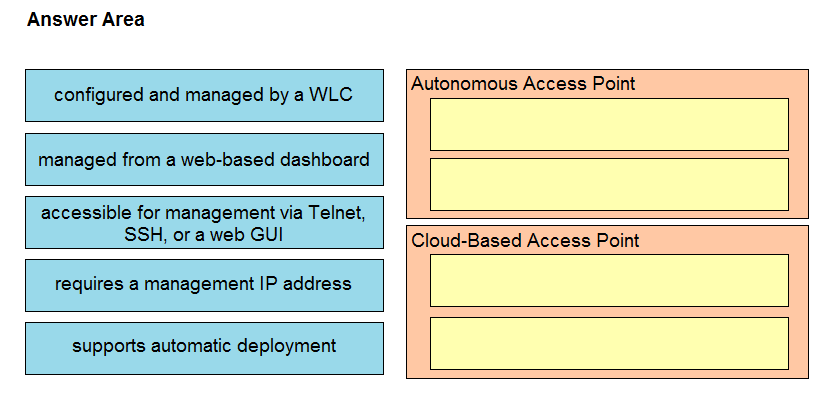 Answer Area
configured and managed by a WLC
managed from a web-based dashboard
accessible for management via Telnet,
SSH, or a web GUI
requires a management IP address
supports automatic deployment
Autonomous Access Point
Cloud-Based Access Point